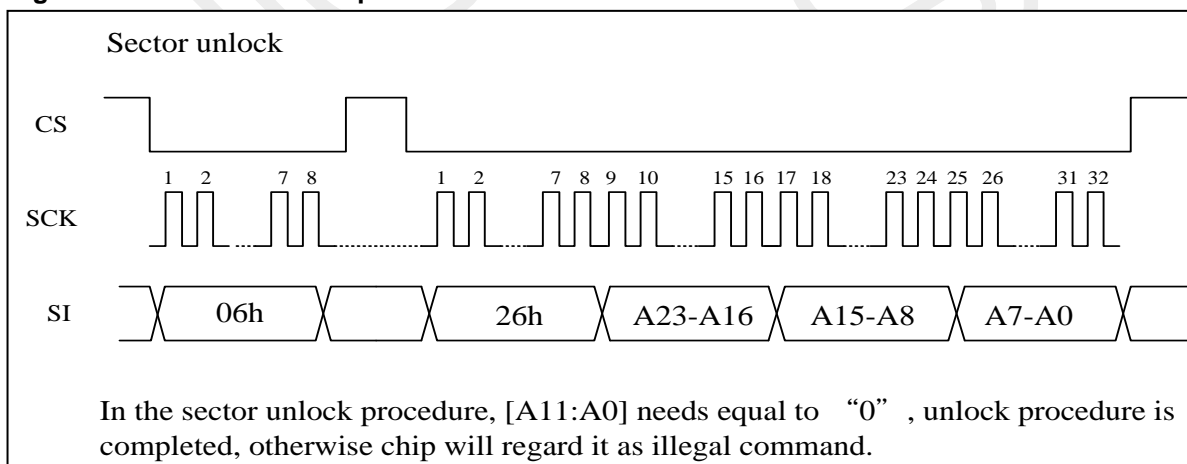 Sector unlock
CS
1 2 7 8 1 2 7 8 9 10 15 16 17 18 23 24 25 26 31 32
SCK
SI 06h 26h A23-A16 A15-A8 A7-A0
In the sector unlock procedure, [A11:A0] needs equal to “0”, unlock procedure is
completed, otherwise chip will regard it as illegal command.